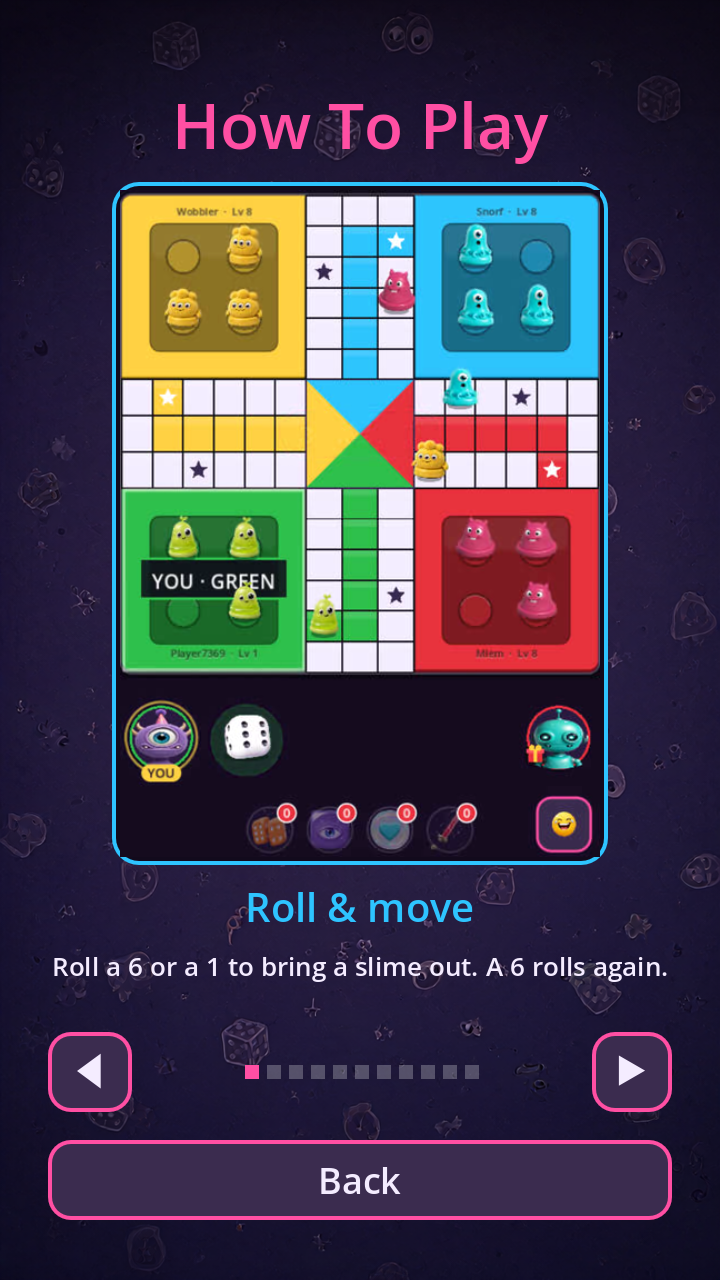 How To Play
Wobbler · Lv 8
Snorf · Lv 8
YOU · GREEN
Player7369 · Lv 1
Mlem · Lv 8
YOU
0
0
0
0
Roll & move
Roll a 6 or a 1 to bring a slime out. A 6 rolls again.
Back